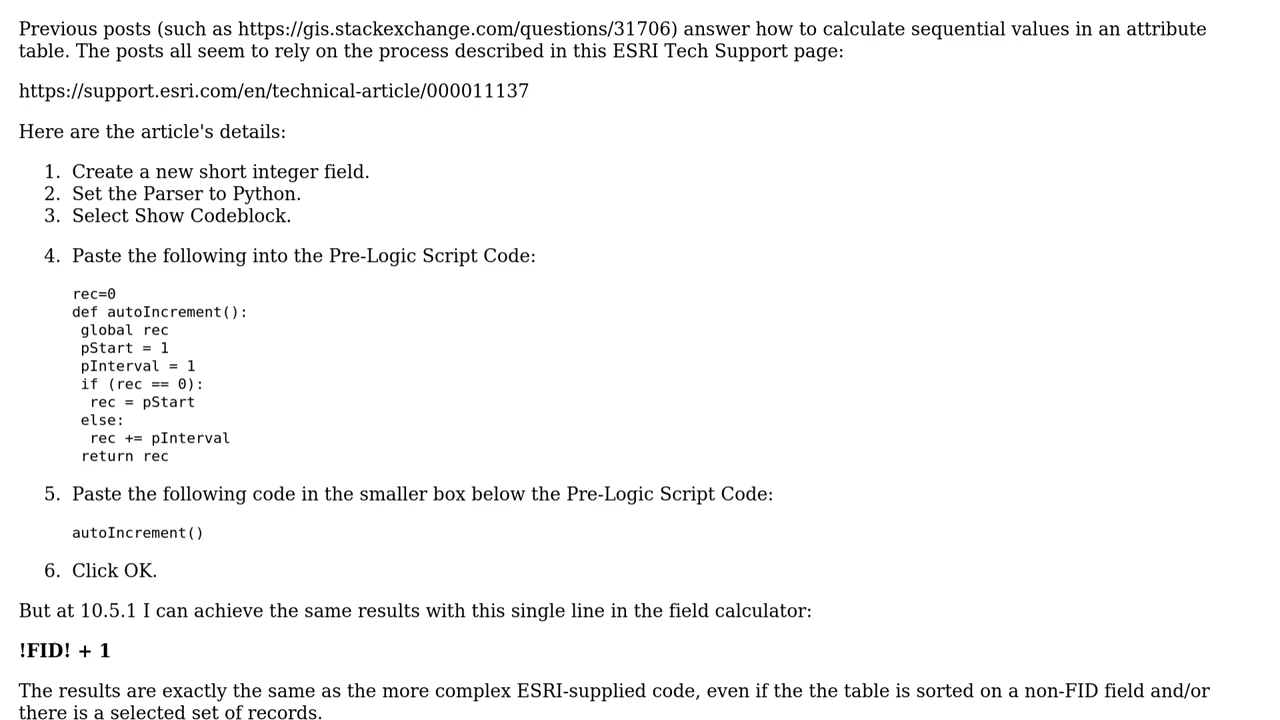 Previous posts (such as https://gis.stackexchange.com/questions/31706) answer how to calculate sequential values in an attribute
table. The posts all seem to rely on the process described in this ESRI Tech Support page:
https://support.esri.com/en/technical-article/000011137
Here are the article's details:
1. Create a new short integer field.
2. Set the Parser to Python.
3. Select Show Codeblock.
4. Paste the following into the Pre-Logic Script Code:
rec=0
def autoIncrement():
 global rec
 pStart = 1
 pInterval = 1
 if (rec == 0):
  rec = pStart
 else:
  rec += pInterval
 return rec
5. Paste the following code in the smaller box below the Pre-Logic Script Code:
autoIncrement()
6. Click OK.
But at 10.5.1 I can achieve the same results with this single line in the field calculator:
!FID! + 1
The results are exactly the same as the more complex ESRI-supplied code, even if the the table is sorted on a non-FID field and/or
there is a selected set of records.